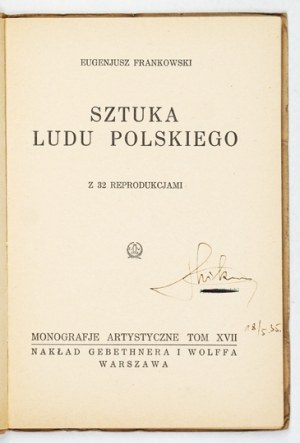 EUGENJUSZ FRANKOWSKI
SZTUKA
LUDU POLSKIEGO
Z 32 REPRODUKCJAMI
MONOGRAFJE ARTYSTYCZNE TOM XVII
NAKŁAD GEBETHNERA I WOLFFA
WARSZAWA